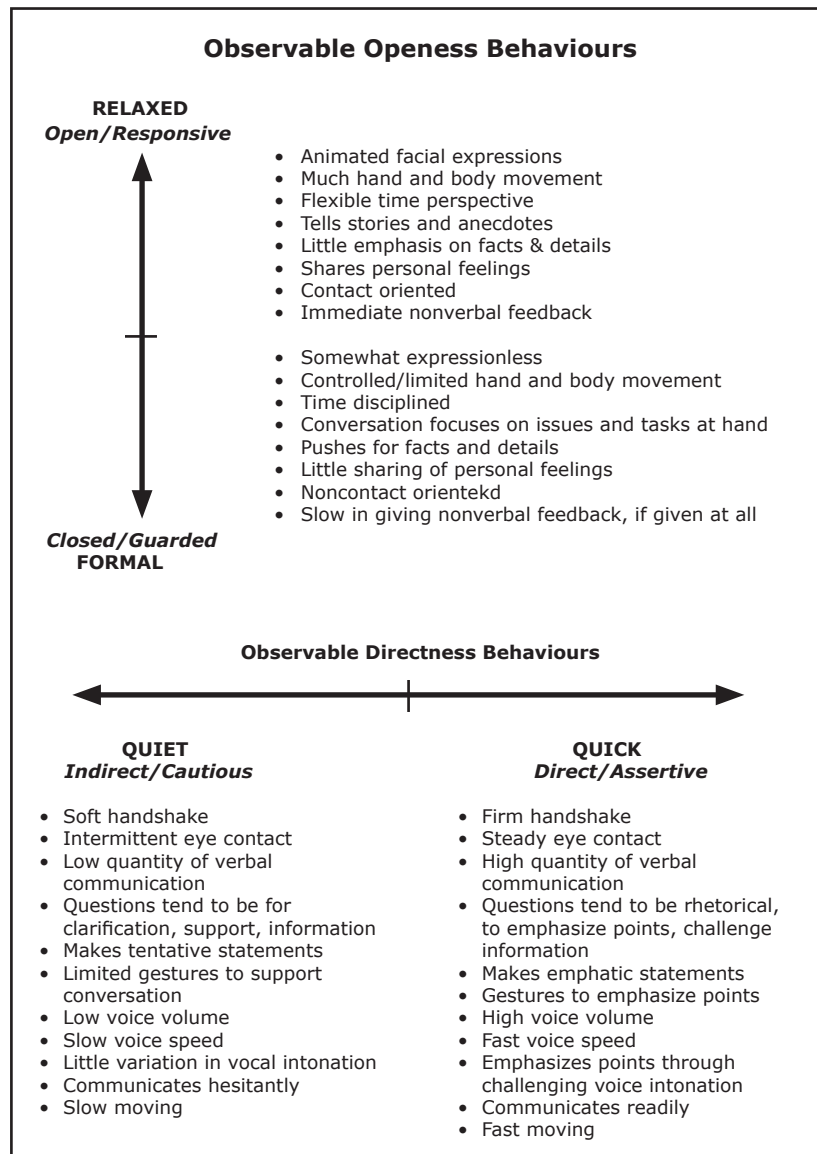 Observable Openess Behaviours
RELAXED
Open/Responsive
• Animated facial expressions
• Much hand and body movement
• Flexible time perspective
• Tells stories and anecdotes
• Little emphasis on facts & details
• Shares personal feelings
• Contact oriented
• Immediate nonverbal feedback
• Somewhat expressionless
• Controlled/limited hand and body movement
• Time disciplined
• Conversation focuses on issues and tasks at hand
• Pushes for facts and details
• Little sharing of personal feelings
• Noncontact orientekd
• Slow in giving nonverbal feedback, if given at all
Closed/Guarded
FORMAL
Observable Directness Behaviours
QUIET
Indirect/Cautious
• Soft handshake
• Intermittent eye contact
• Low quantity of verbal
communication
• Questions tend to be for
clarification, support, information
• Makes tentative statements
• Limited gestures to support
conversation
• Low voice volume
• Slow voice speed
• Little variation in vocal intonation
• Communicates hesitantly
• Slow moving
QUICK
Direct/Assertive
• Firm handshake
• Steady eye contact
• High quantity of verbal
communication
• Questions tend to be rhetorical,
to emphasize points, challenge
information
• Makes emphatic statements
• Gestures to emphasize points
• High voice volume
• Fast voice speed
• Emphasizes points through
challenging voice intonation
• Communicates readily
• Fast moving